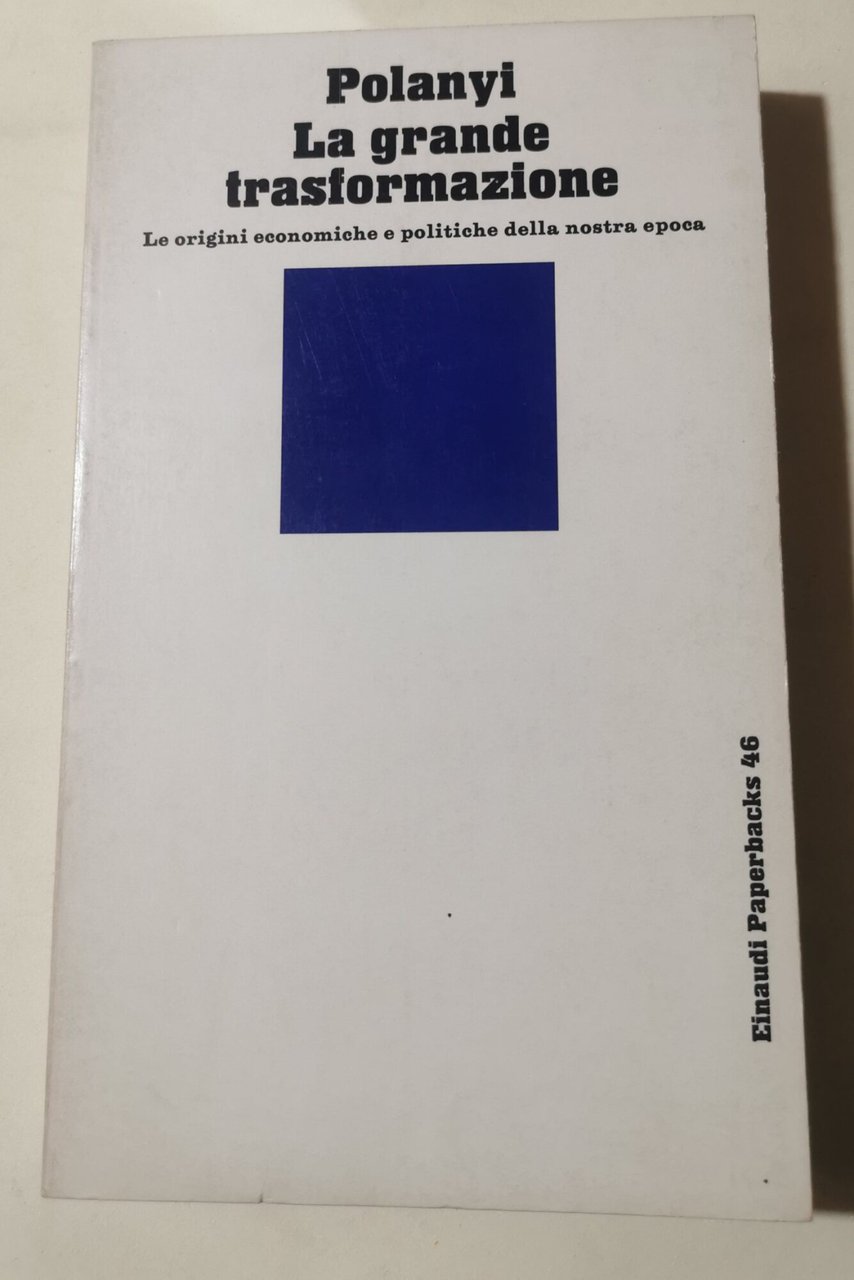 Polanyi
La grande
trasformazione
Le origini economiche e politiche della nostra epoca
Einaudi Paperbacks 46